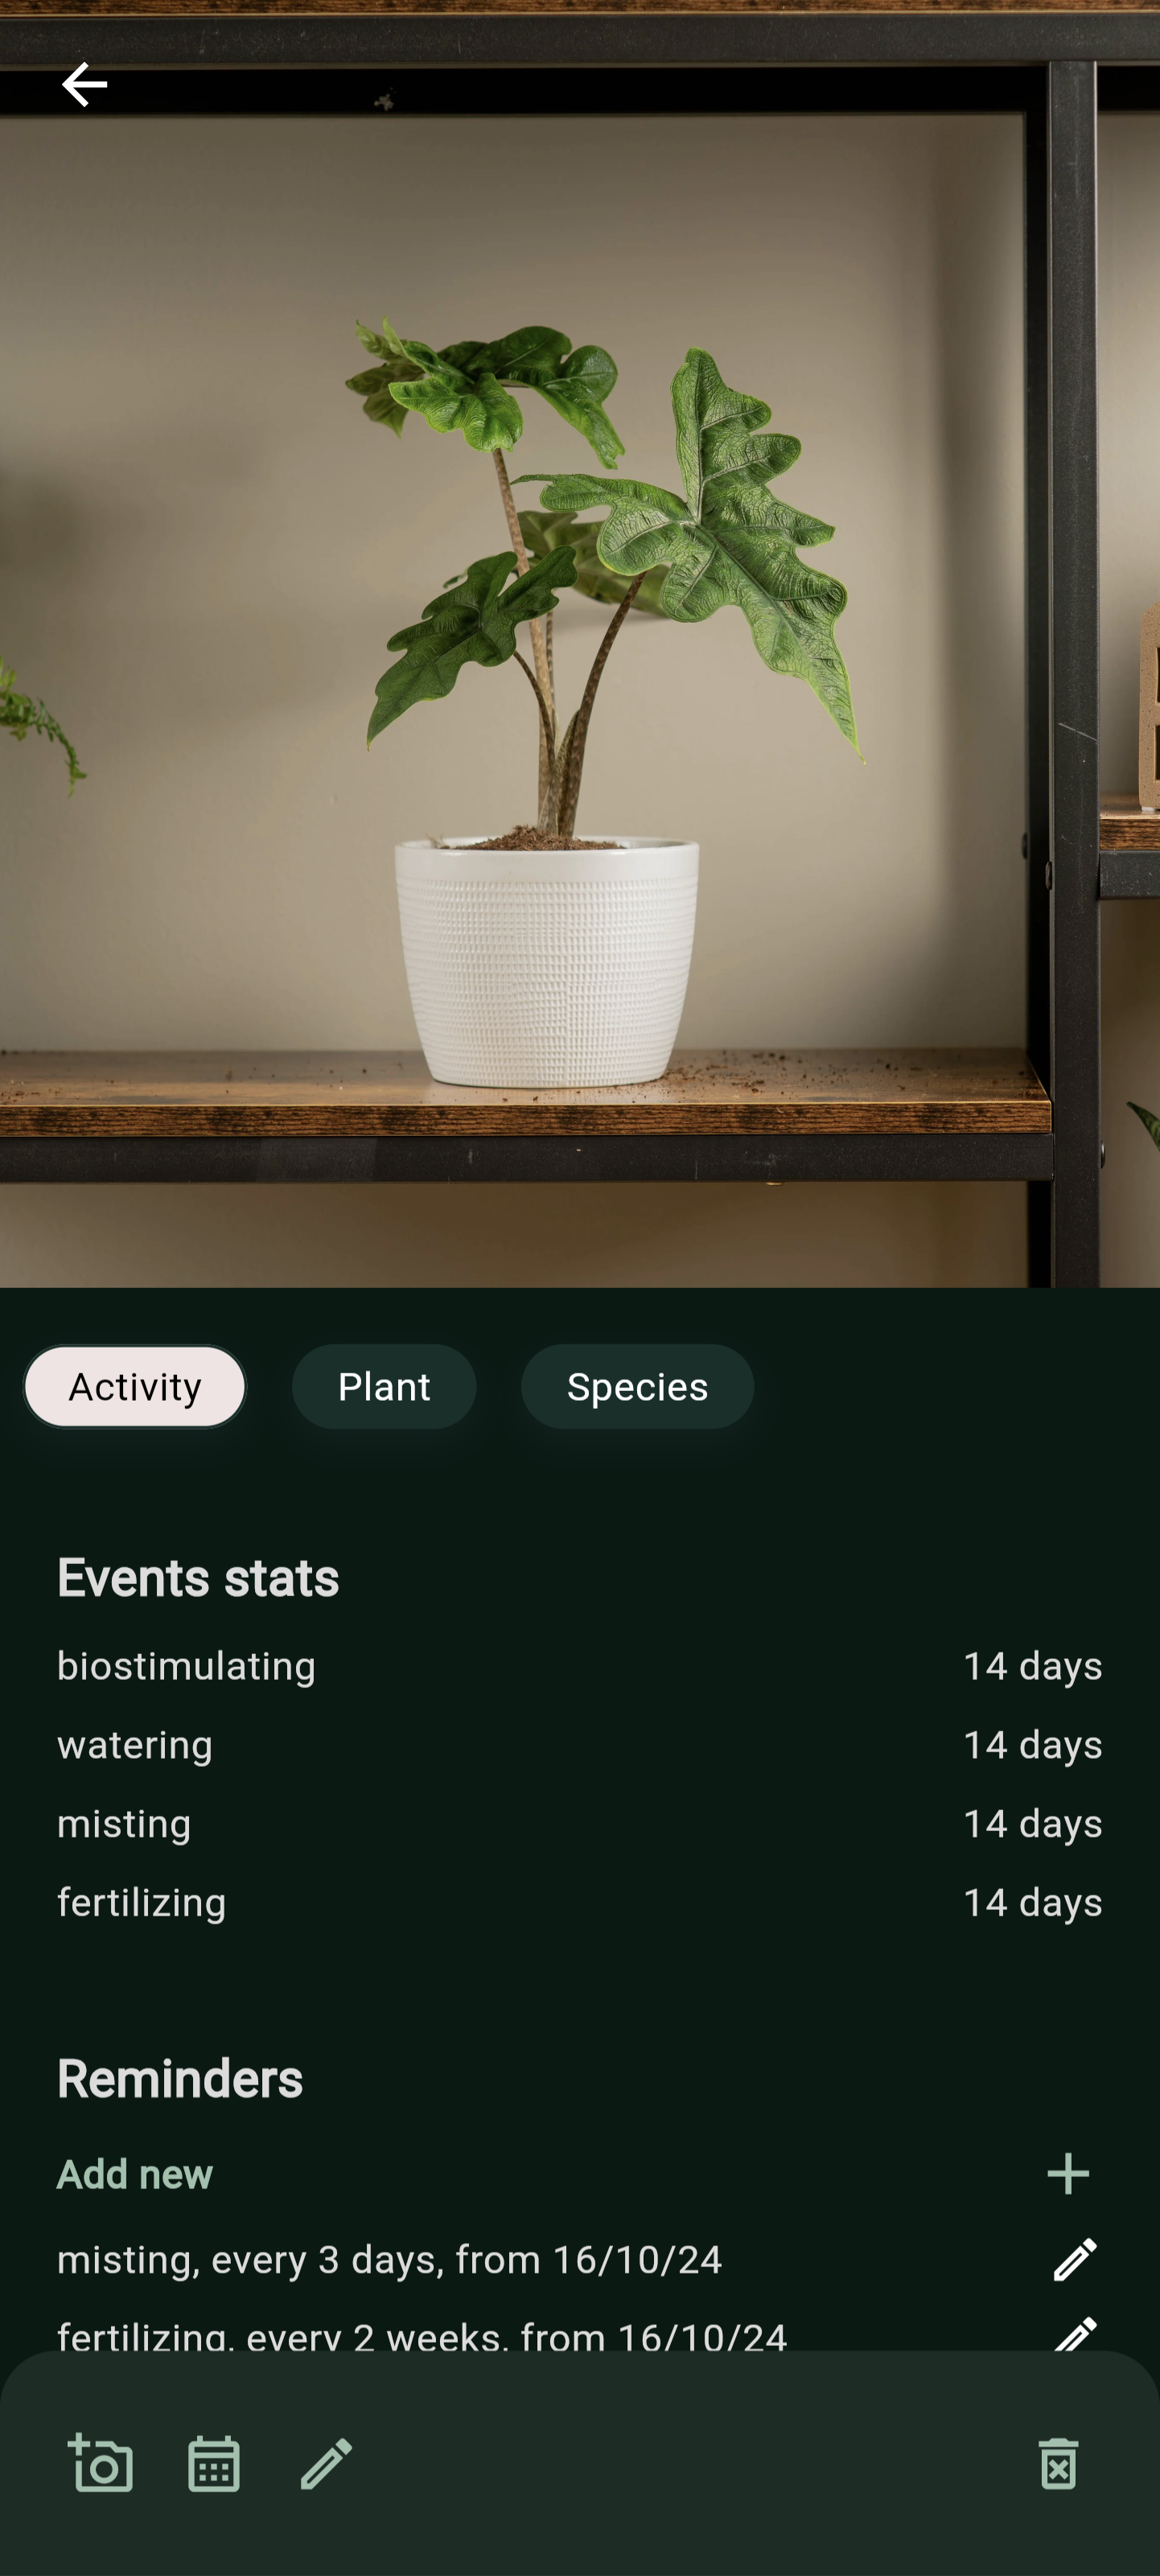 Activity
Plant
Species
Events stats
biostimulating 14 days
watering 14 days
misting 14 days
fertilizing 14 days
Reminders
Add new
misting, every 3 days, from 16/10/24
fertilizing, every 2 weeks, from 16/10/24